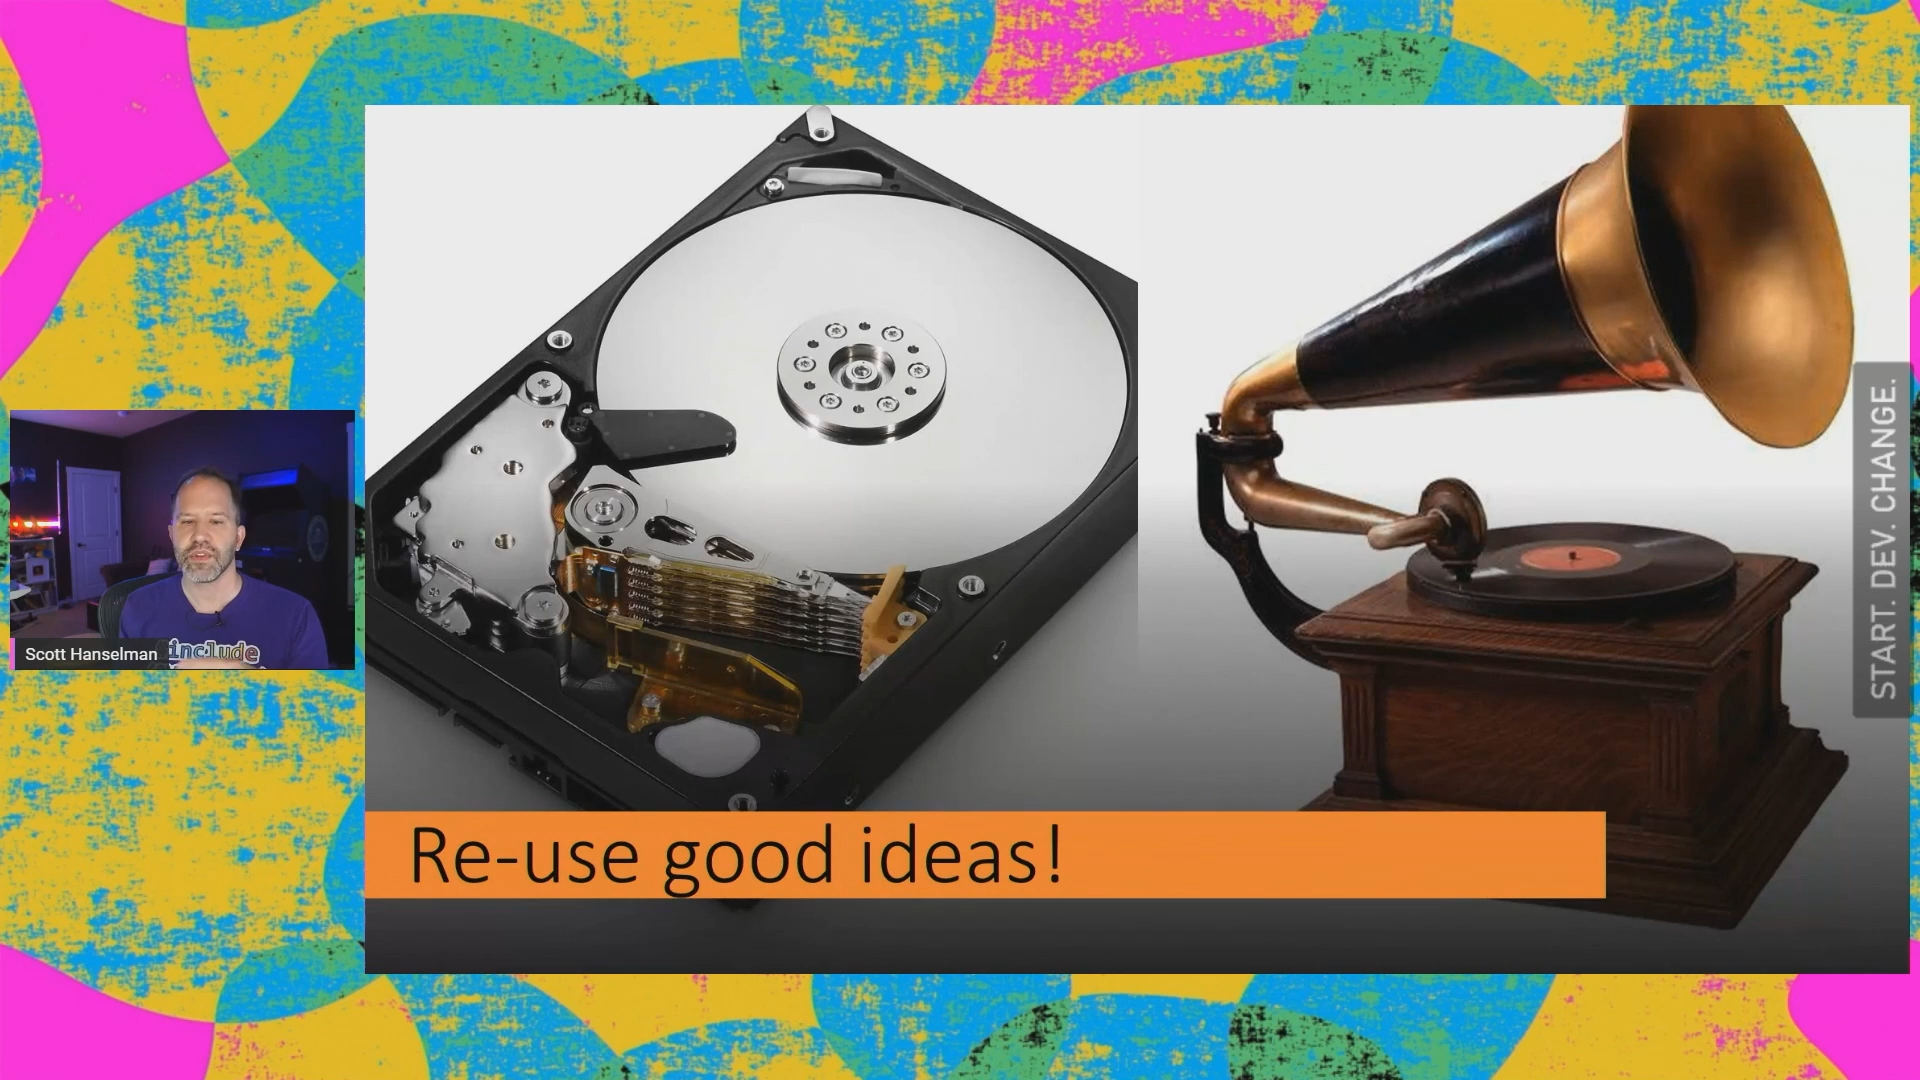 #include
Scott Hanselman
Re-use good ideas!
START. DEV. CHANGE.